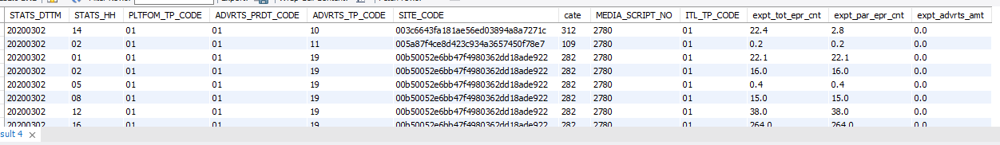 STATS_DTTM STATS_HH PLTFOM_TP_CODE ADVRTS_PRDT_CODE ADVRTS_TP_CODE SITE_CODE cate MEDIA_SCRIPT_NO ITL_TP_CODE expt_tot_epr_cnt expt_par_epr_cnt expt_advrts_amt
20200302 14 01 01 10 003c6643fa181ae56ed03894a8a7271c 312 2780 01 22.4 2.8 0.0
20200302 02 01 01 11 005a87f4ce8d423c934a3657450f78e7 109 2780 01 0.2 0.2 0.0
20200302 01 01 01 19 00b50052e6bb47f4980362dd18ade922 282 2780 01 22.1 22.1 0.0
20200302 02 01 01 19 00b50052e6bb47f4980362dd18ade922 282 2780 01 16.0 16.0 0.0
20200302 05 01 01 19 00b50052e6bb47f4980362dd18ade922 282 2780 01 0.4 0.4 0.0
20200302 08 01 01 19 00b50052e6bb47f4980362dd18ade922 282 2780 01 15.0 15.0 0.0
20200302 12 01 01 19 00b50052e6bb47f4980362dd18ade922 282 2780 01 38.0 38.0 0.0
20200302 16 01 01 19 00b50052e6bb47f4980362dd18ade922 282 2780 01 264.0 264.0 0.0
sult 4